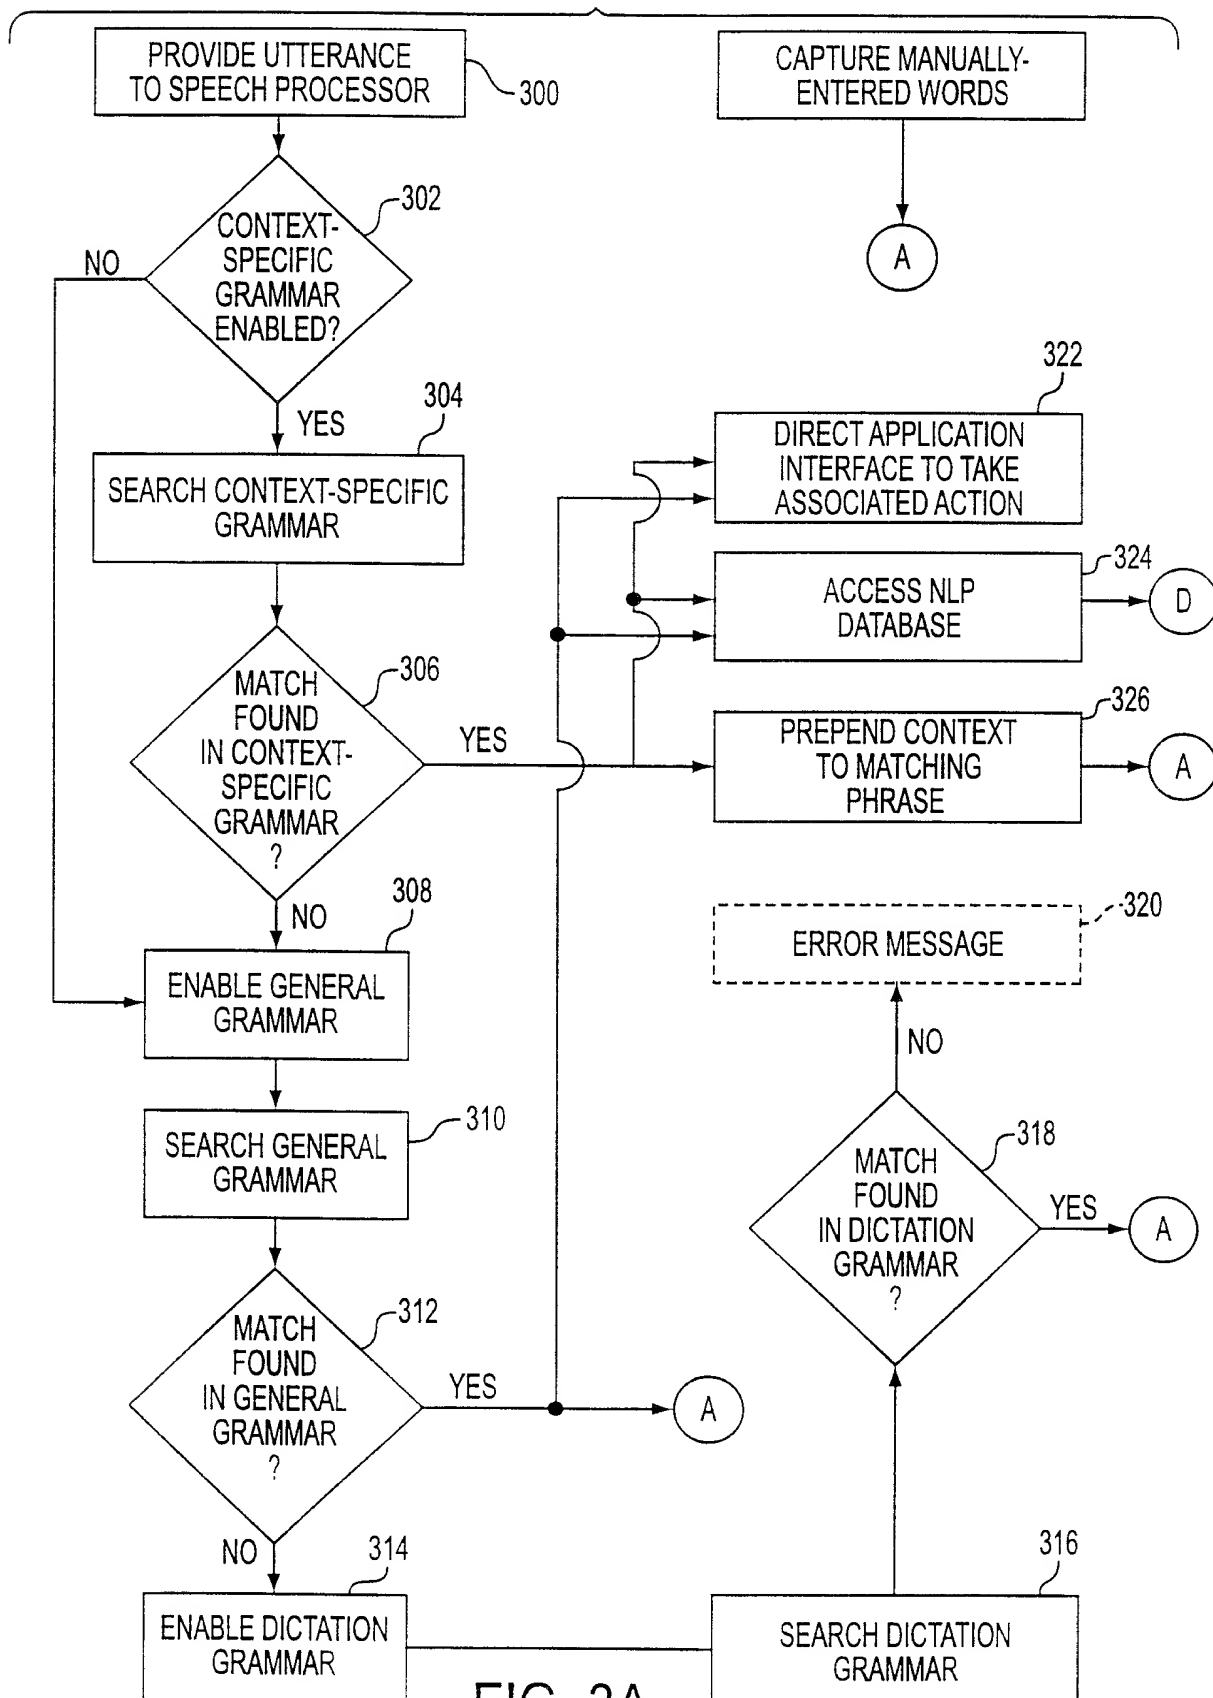 PROVIDE UTTERANCE
TO SPEECH PROCESSOR
300
CAPTURE MANUALLY-
ENTERED WORDS
A
302
CONTEXT-
SPECIFIC
GRAMMAR
ENABLED?
NO
YES
304
SEARCH CONTEXT-SPECIFIC
GRAMMAR
322
DIRECT APPLICATION
INTERFACE TO TAKE
ASSOCIATED ACTION
324
ACCESS NLP
DATABASE
D
306
MATCH
FOUND
IN CONTEXT-
SPECIFIC
GRAMMAR
?
YES
326
PREPEND CONTEXT
TO MATCHING
PHRASE
A
NO
308
ENABLE GENERAL
GRAMMAR
320
ERROR MESSAGE
NO
310
SEARCH GENERAL
GRAMMAR
318
MATCH
FOUND
IN DICTATION
GRAMMAR
?
YES
A
312
MATCH
FOUND
IN GENERAL
GRAMMAR
?
YES
A
NO
314
ENABLE DICTATION
GRAMMAR
316
SEARCH DICTATION
GRAMMAR